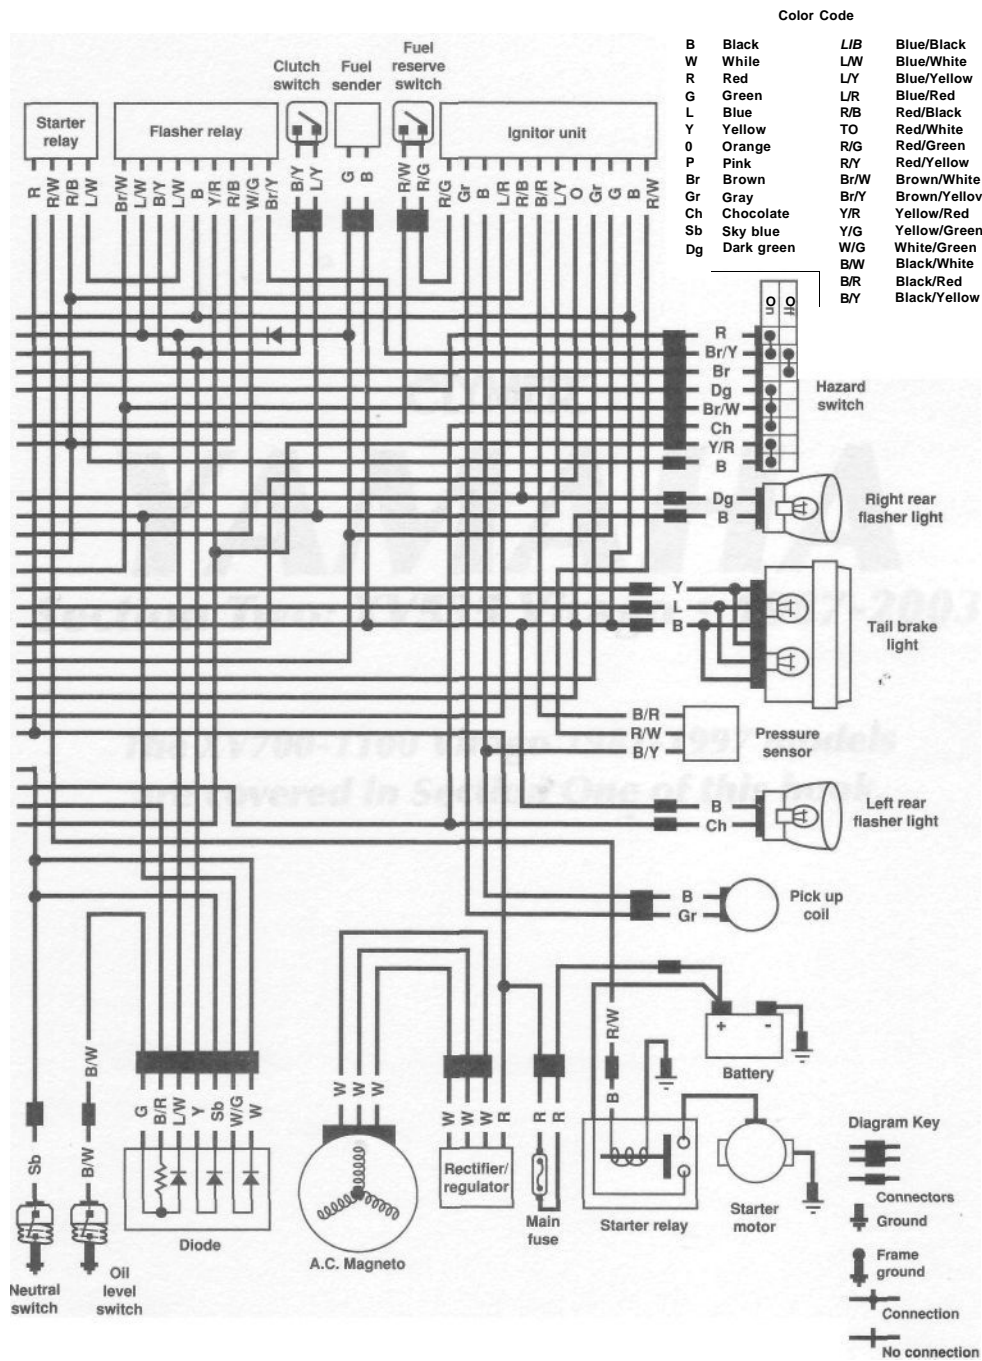 Color Code
B Black L/B Blue/Black
W While L/W Blue/White
R Red L/Y Blue/Yellow
G Green L/R Blue/Red
L Blue R/B Red/Black
Y Yellow TO Red/White
0 Orange R/G Red/Green
P Pink R/Y Red/Yellow
Br Brown Br/W Brown/White
Gr Gray Br/Y Brown/Yellov
Ch Chocolate Y/R Yellow/Red
Sb Sky blue Y/G Yellow/Green
Dg Dark green W/G White/Green
B/W Black/White
B/R Black/Red
B/Y Black/Yellow
Clutch switch
Fuel sender
Fuel reserve switch
Starter relay
Flasher relay
Ignitor unit
R R/W R/B L/W
Br/W L/W B/Y L/W B Y/R R/B W/G Br/Y
B/Y L/Y
G B
R/W R/G
R/G Gr B L/R R/B B/R L/Y O Gr G B R/W
On Off
R
Br/Y
Br
Dg
Br/W
Ch
Y/R
B
Hazard switch
Dg
B
Right rear flasher light
Y
L
B
Tail brake light
B/R
R/W
B/Y
Pressure sensor
B
Ch
Left rear flasher light
B
Gr
Pick up coil
R/W
B
+ -
Battery
B/W
G B/R L/W Y Sb W/G W
W W W
W W W R
R R
Sb
B/W
Diode
A.C. Magneto
Rectifier/ regulator
Main fuse
Starter relay
Starter motor
Neutral switch
Oil level switch
Diagram Key
Connectors
Ground
Frame ground
Connection
No connection